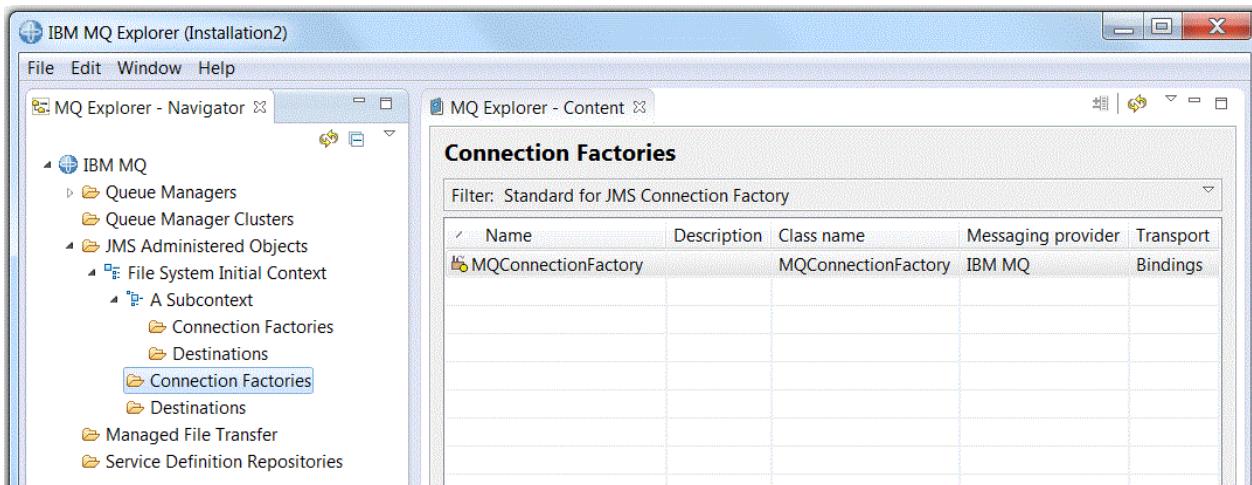 IBM MQ Explorer (Installation2)
File Edit Window Help
MQ Explorer - Navigator
IBM MQ
Queue Managers
Queue Manager Clusters
JMS Administered Objects
File System Initial Context
A Subcontext
Connection Factories
Destinations
Connection Factories
Destinations
Managed File Transfer
Service Definition Repositories
MQ Explorer - Content
Connection Factories
Filter: Standard for JMS Connection Factory
Name Description Class name Messaging provider Transport
MQConnectionFactory MQConnectionFactory IBM MQ Bindings